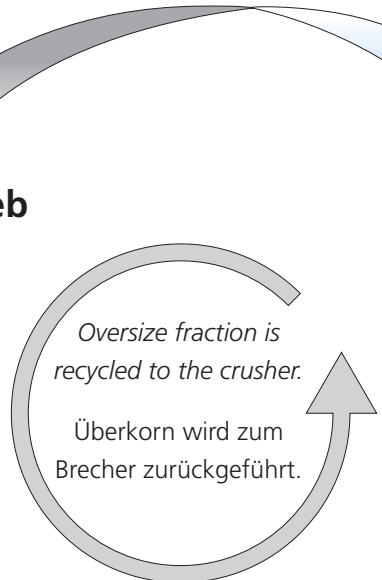 eb
Oversize fraction is
recycled to the crusher.
Überkorn wird zum
Brecher zurückgeführt.